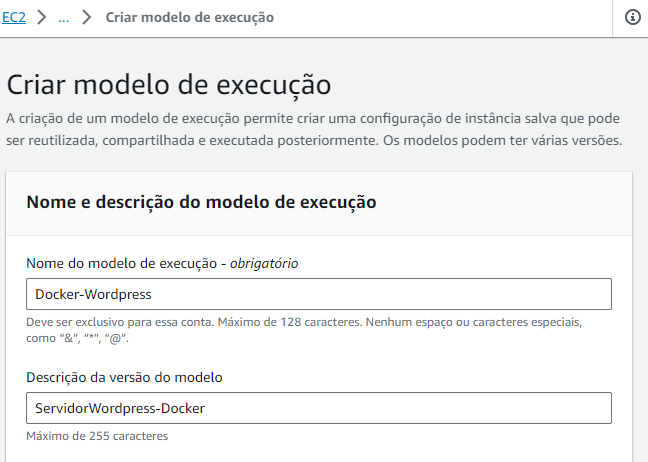 EC2 > ... > Criar modelo de execução
Criar modelo de execução
A criação de um modelo de execução permite criar uma configuração de instância salva que pode
ser reutilizada, compartilhada e executada posteriormente. Os modelos podem ter várias versões.
Nome e descrição do modelo de execução
Nome do modelo de execução - obrigatório
Docker-Wordpress
Deve ser exclusivo para essa conta. Máximo de 128 caracteres. Nenhum espaço ou caracteres especiais,
como "&", "*", "@".
Descrição da versão do modelo
ServidorWordpress-Docker
Máximo de 255 caracteres